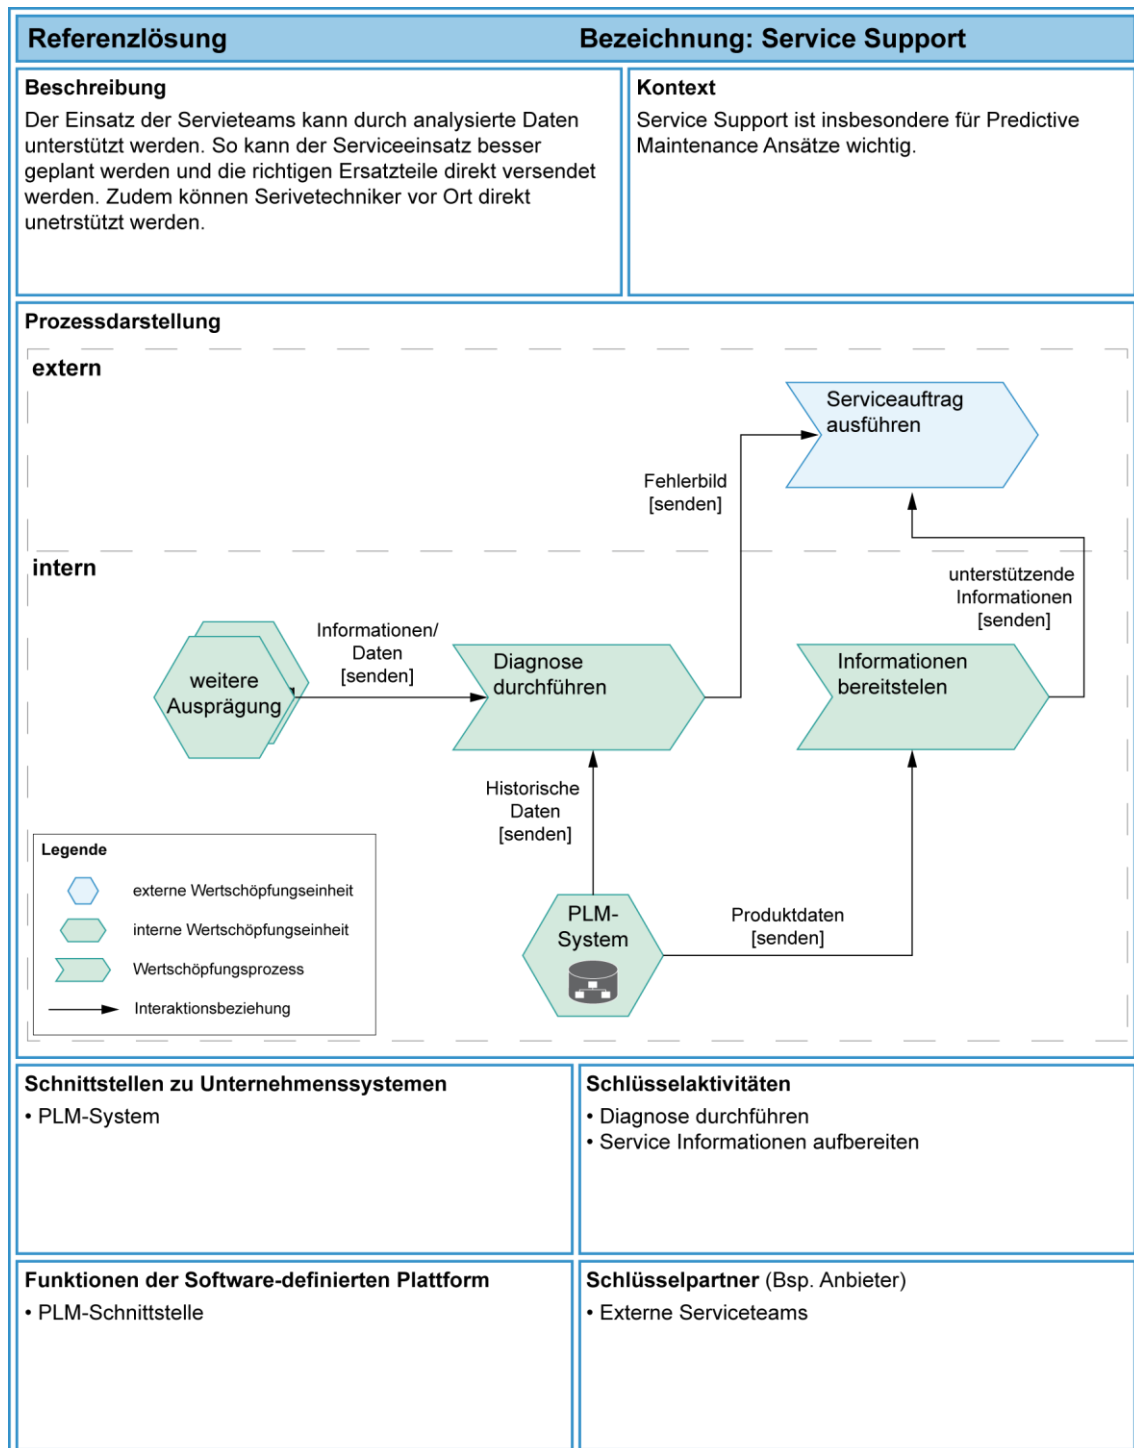 Referenzlösung
Bezeichnung: Service Support
Beschreibung
Der Einsatz der Servieteams kann durch analysierte Daten
unterstützt werden. So kann der Serviceeinsatz besser
geplant werden und die richtigen Ersatzteile direkt versendet
werden. Zudem können Serivetechniker vor Ort direkt
unetrstützt werden.
Kontext
Service Support ist insbesondere für Predictive
Maintenance Ansätze wichtig.
Prozessdarstellung
extern
Serviceauftrag
ausführen
Fehlerbild
[senden]
intern
unterstützende
Informationen
[senden]
Informationen/
Daten
[senden]
weitere
Ausprägung
Diagnose
durchführen
Informationen
bereitstelen
Historische
Daten
[senden]
PLM-
System
Produktdaten
[senden]
Legende
externe Wertschöpfungseinheit
interne Wertschöpfungseinheit
Wertschöpfungsprozess
Interaktionsbeziehung
Schnittstellen zu Unternehmenssystemen
• PLM-System
Schlüsselaktivitäten
• Diagnose durchführen
• Service Informationen aufbereiten
Funktionen der Software-definierten Plattform
• PLM-Schnittstelle
Schlüsselpartner (Bsp. Anbieter)
• Externe Serviceteams